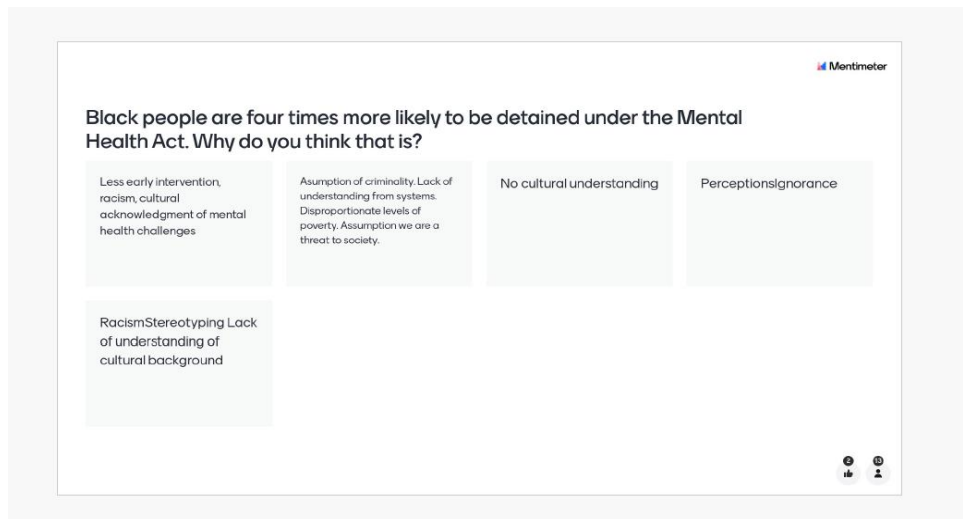 Mentimeter
Black people are four times more likely to be detained under the Mental
Health Act. Why do you think that is?
Less early intervention,
racism, cultural
acknowledgment of mental
health challenges
Asumption of criminality. Lack of
understanding from systems.
Disproportionate levels of
poverty. Assumption we are a
threat to society.
No cultural understanding
PerceptionsIgnorance
RacismStereotyping Lack
of understanding of
cultural background
2
13